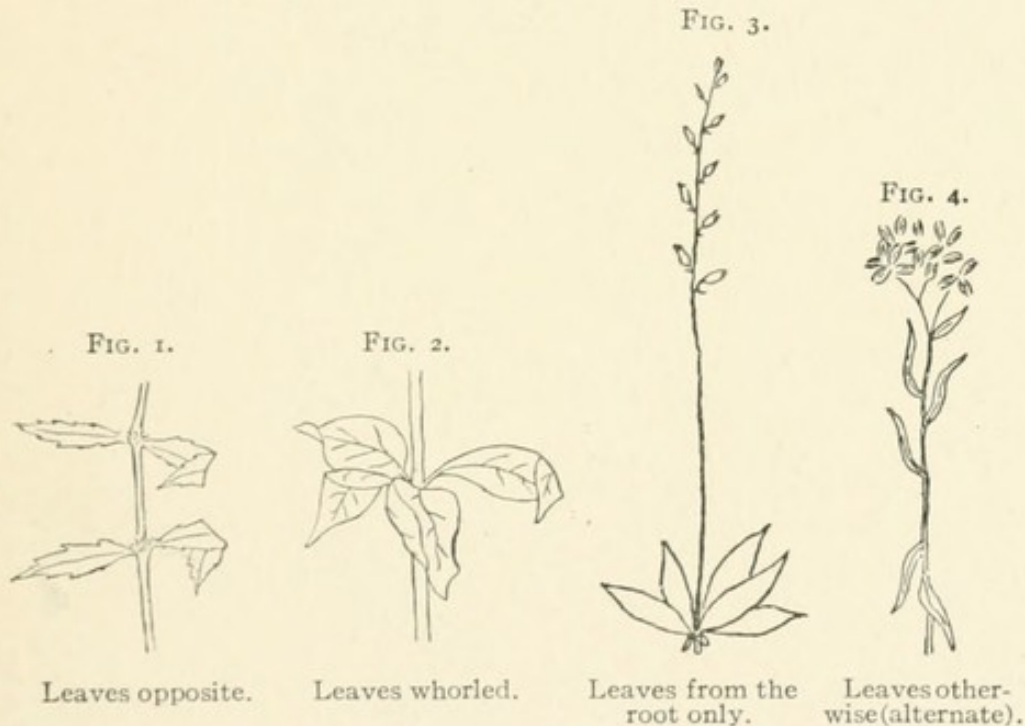 FIG. 3.
FIG. 4.
FIG. 1.
FIG. 2.
Leaves opposite.
Leaves whorled.
Leaves from the
root only.
Leaves other-
wise (alternate).